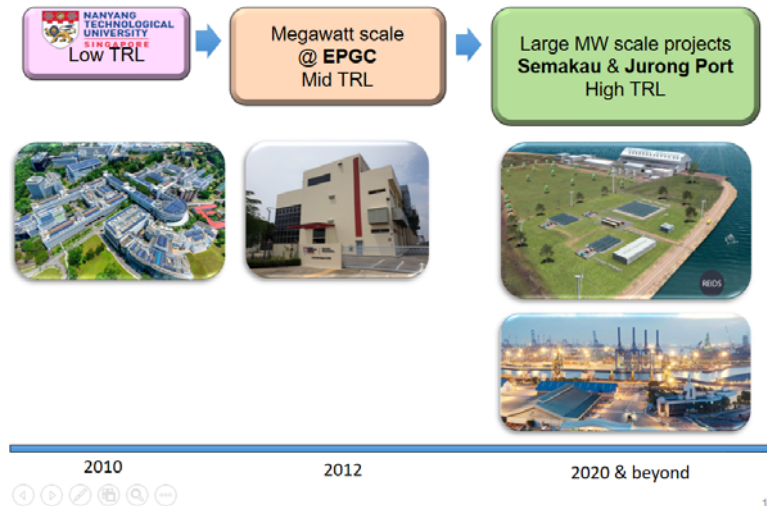 NANYANG
TECHNOLOGICAL
UNIVERSITY
SINGAPORE
Low TRL
Megawatt scale
@ EPGC
Mid TRL
Large MW scale projects
Semakau & Jurong Port
High TRL
REIDS
2010
2012
2020 & beyond
1